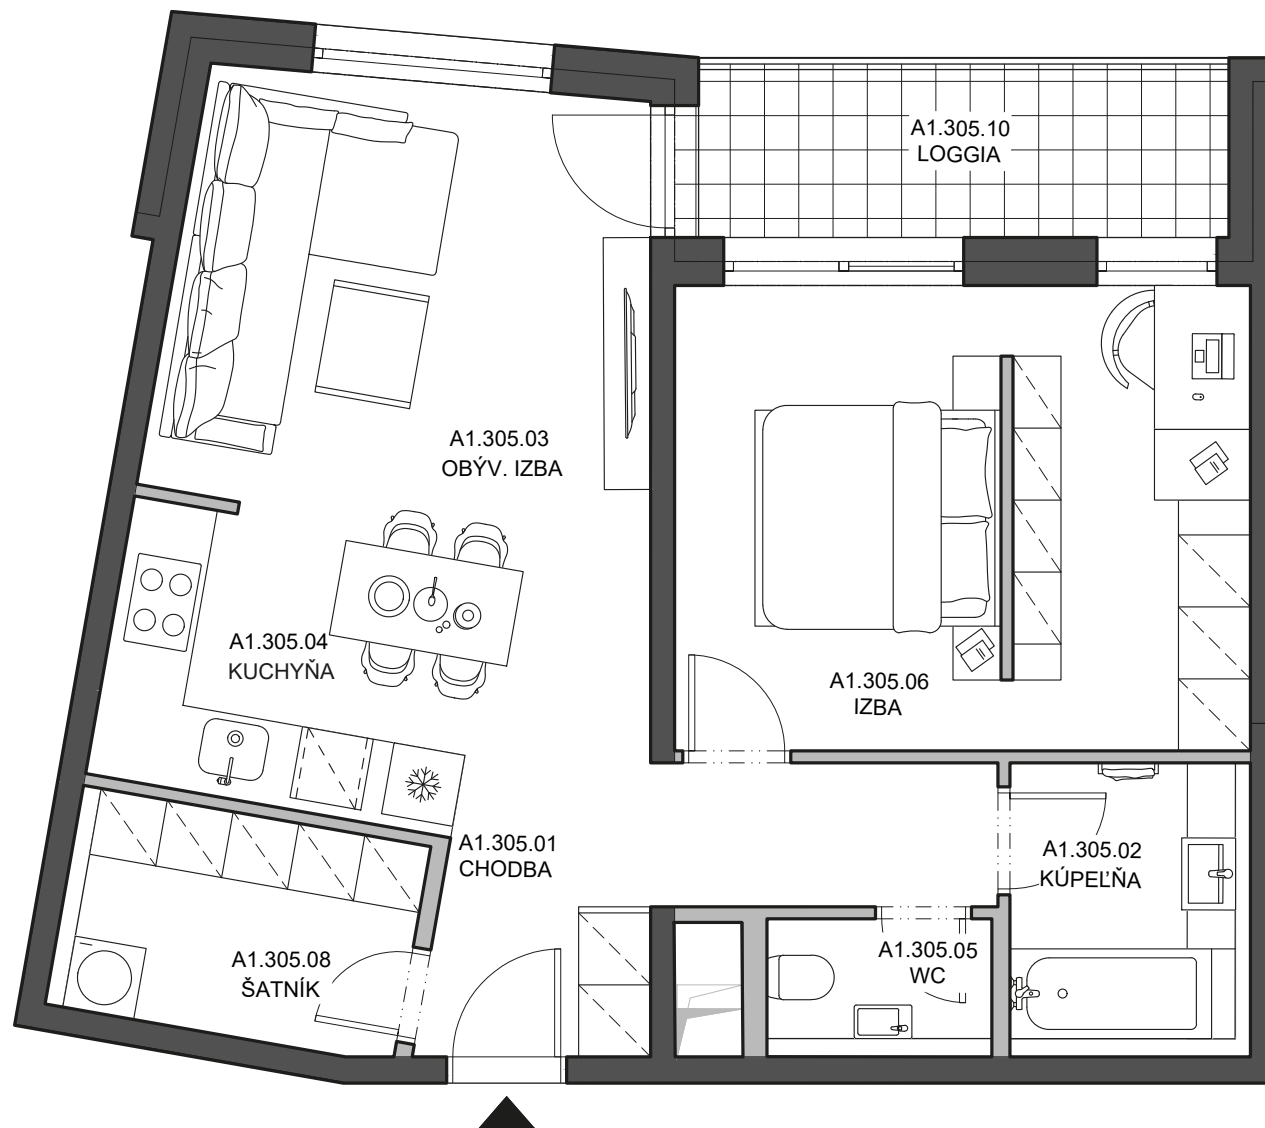 A1.305.10
LOGGIA
A1.305.03
OBÝV. IZBA
A1.305.04
KUCHYŇA
A1.305.06
IZBA
A1.305.01
CHODBA
A1.305.02
KÚPEĽŇA
A1.305.08
ŠATNÍK
A1.305.05
WC